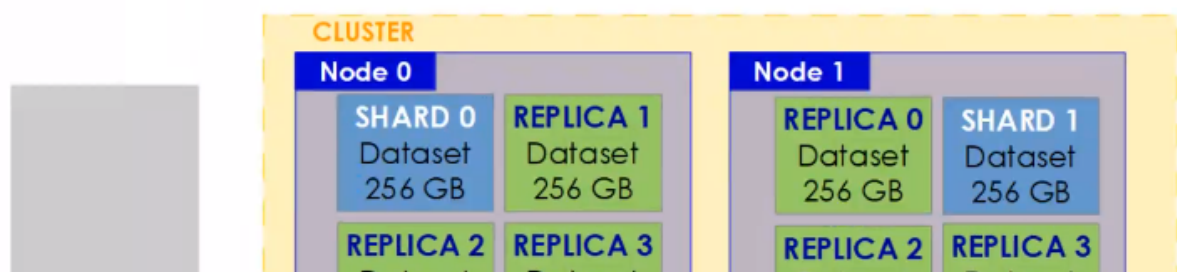 CLUSTER
Node 0
SHARD 0
Dataset
256 GB
REPLICA 1
Dataset
256 GB
REPLICA 2
REPLICA 3
Node 1
REPLICA 0
Dataset
256 GB
SHARD 1
Dataset
256 GB
REPLICA 2
REPLICA 3